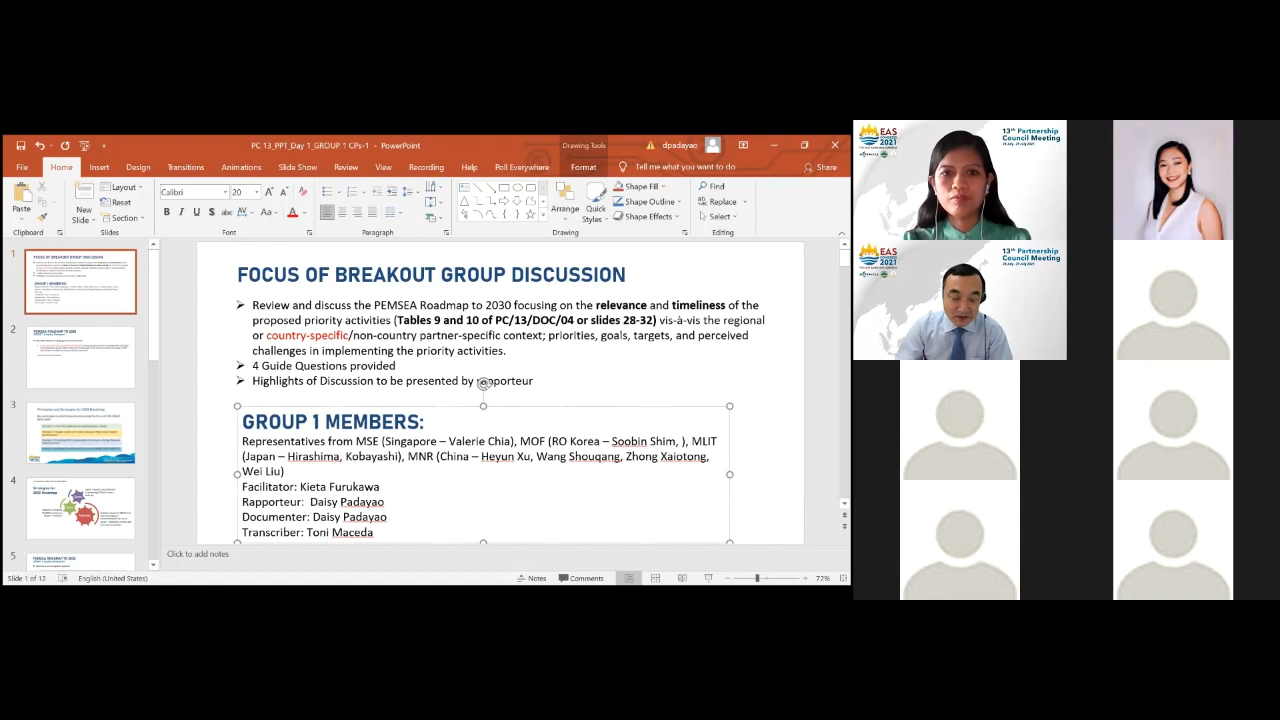 PC 13_PPT_Day 1_GROUP 1 CPs-1 - PowerPoint
Drawing Tools
dpadayao
File Home Insert Design Transitions Animations Slide Show Review View Recording Help Poll Everywhere Format Tell me what you want to do Share
Paste
New
Slide
Layout
Reset
Section
Calibri 20
Arrange
Quick
Styles
Shape Fill
Shape Outline
Shape Effects
Find
Replace
Select
Clipboard Slides Font Paragraph Drawing Editing
1
2
3
4
5
FOCUS OF BREAKOUT GROUP DISCUSSION
Review and discuss the PEMSEA Roadmap to 2030 focusing on the relevance and timeliness of the
proposed priority activities (Tables 9 and 10 of PC/13/DOC/04 or slides 28-32) vis-à-vis the regional
or country-specific/non-country partner-specific context; priorities, goals, targets, and perceived
challenges in implementing the priority activities.
4 Guide Questions provided
Highlights of Discussion to be presented by
GROUP 1 MEMBERS:
Representatives from MSE (Singapore – Valerie Chia), MOF (RO Korea – Soobin Shim, ), MLIT
(Japan – Hirashima, Kobayashi), MNR (China – Heyun Xu, Wang Shouqang, Zhong Xaiotong,
Wei Liu)
Facilitator: Kieta Furukawa
Rapporteur: Daisy Padayao
Documenter: Daisy Padayao
Transcriber: Toni Maceda
Click to add notes
Slide 1 of 12 English (United States) Notes Comments 72%
EAS
CONGRESS
2021
PEMSEA
13th Partnership
Council Meeting
EAS
CONGRESS
2021
PEMSEA
13th Partnership
Council Meeting